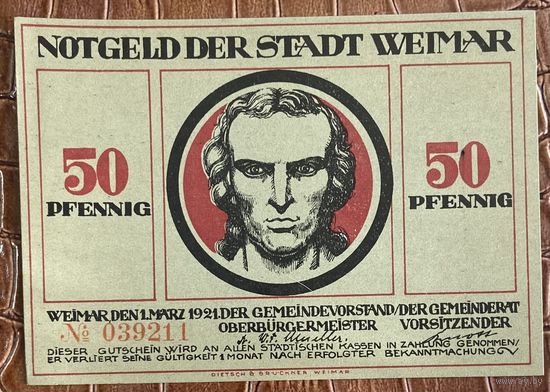 NOTGELD DER STADT WEIMAR
50
PFENNIG
50
PFENNIG
WEIMAR, DEN 1. MÄRZ 1921. DER GEMEINDEVORSTAND / DER GEMEINDERAT
OBERBÜRGERMEISTER VORSITZENDER
№ 039211
DIESER GUTSCHEIN WIRD AN ALLEN STÄDTISCHEN KASSEN IN ZAHLUNG GENOMMEN /
ER VERLIERT SEINE GÜLTIGKEIT 1 MONAT NACH ERFOLGTER BEKANNTMACHUNG
DIETSCH & BRÜCKNER WEIMAR